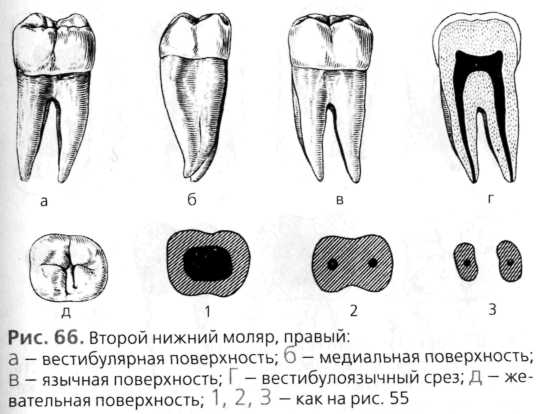 а
б
в
г
д
1
2
3
Рис. 66. Второй нижний моляр, правый:
а – вестибулярная поверхность; б – медиальная поверхность;
в – язычная поверхность; Г – вестибулоязычный срез; Д – же-
вательная поверхность; 1, 2, 3 – как на рис. 55